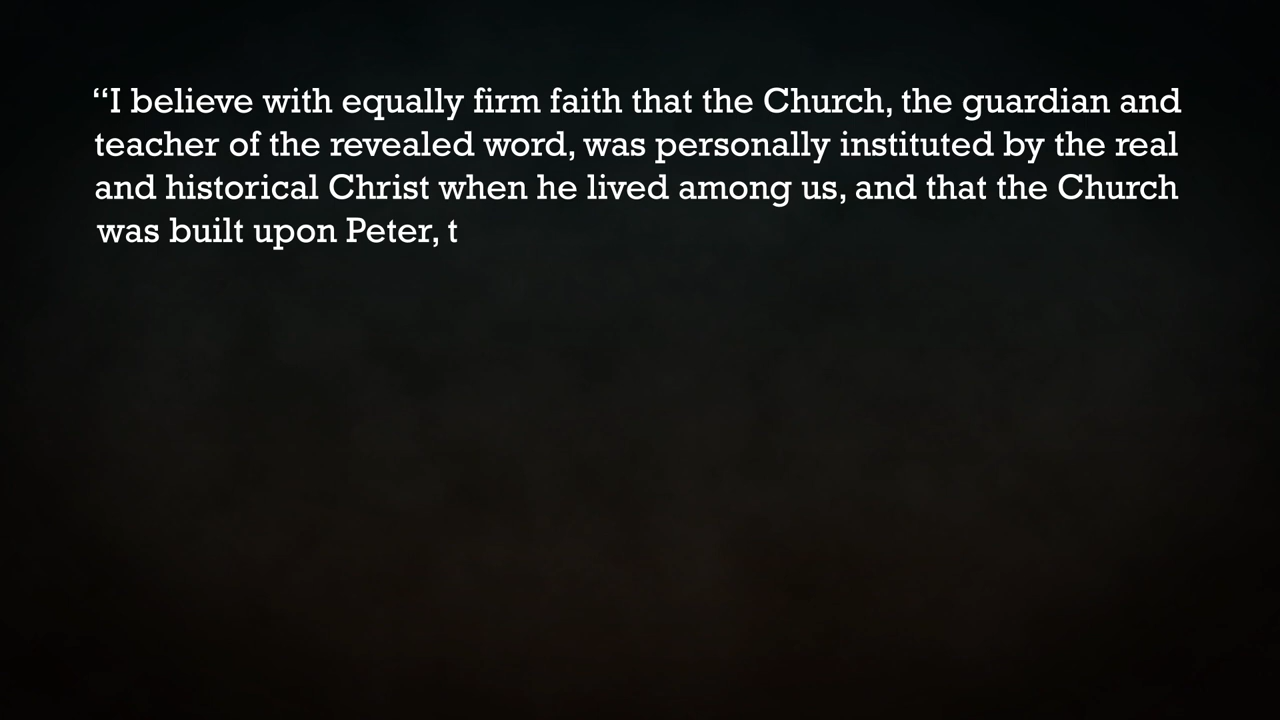 “I believe with equally firm faith that the Church, the guardian and
teacher of the revealed word, was personally instituted by the real
and historical Christ when he lived among us, and that the Church
was built upon Peter, t